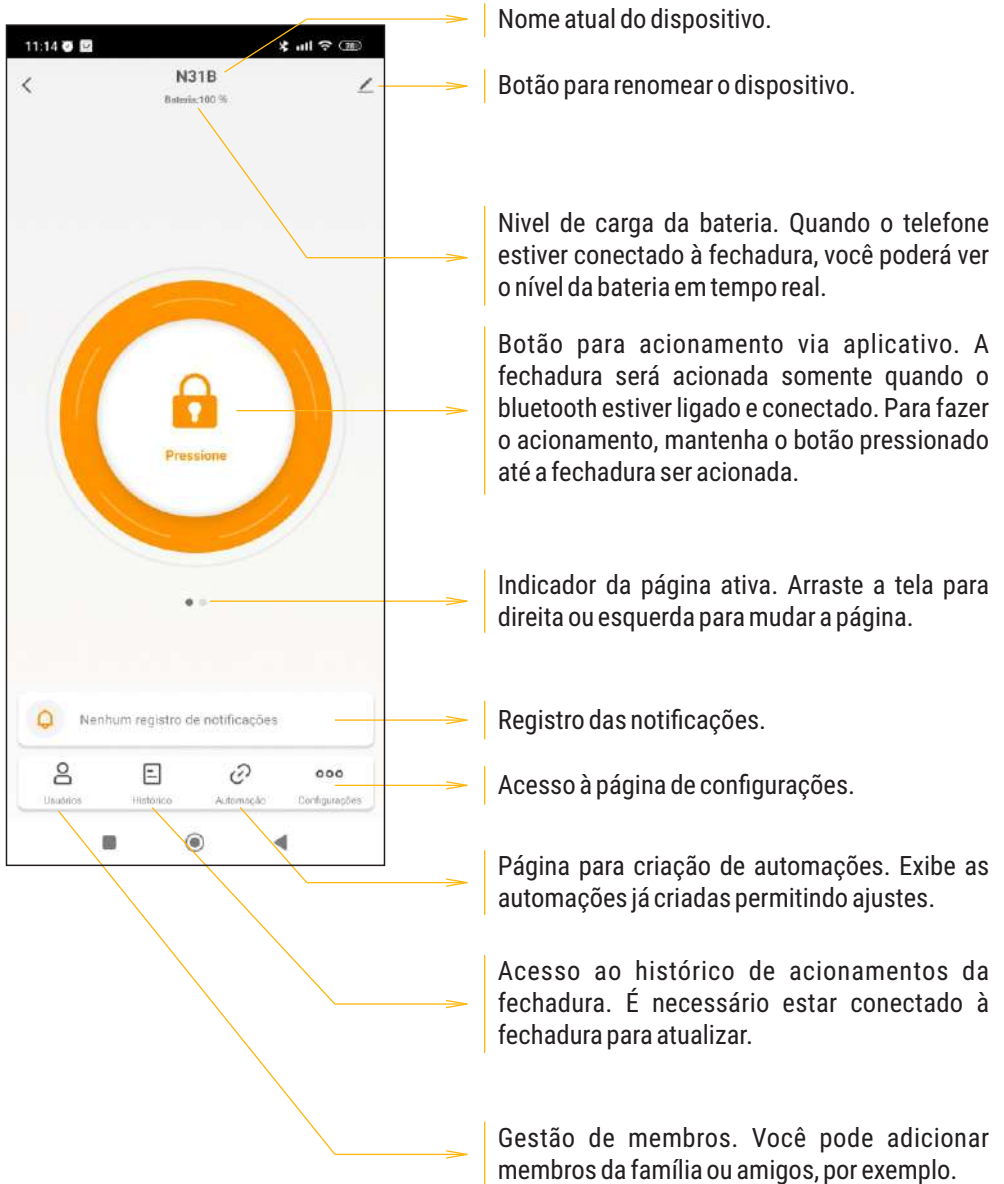 11:14
28
N31B
Bateria:100 %
Pressione
Nenhum registro de notificações
Usuários
Histórico
Automação
Configurações
Nome atual do dispositivo.
Botão para renomear o dispositivo.
Nivel de carga da bateria. Quando o telefone
estiver conectado à fechadura, você poderá ver
o nível da bateria em tempo real.
Botão para acionamento via aplicativo. A
fechadura será acionada somente quando o
bluetooth estiver ligado e conectado. Para fazer
o acionamento, mantenha o botão pressionado
até a fechadura ser acionada.
Indicador da página ativa. Arraste a tela para
direita ou esquerda para mudar a página.
Registro das notificações.
Acesso à página de configurações.
Página para criação de automações. Exibe as
automações já criadas permitindo ajustes.
Acesso ao histórico de acionamentos da
fechadura. É necessário estar conectado à
fechadura para atualizar.
Gestão de membros. Você pode adicionar
membros da família ou amigos, por exemplo.